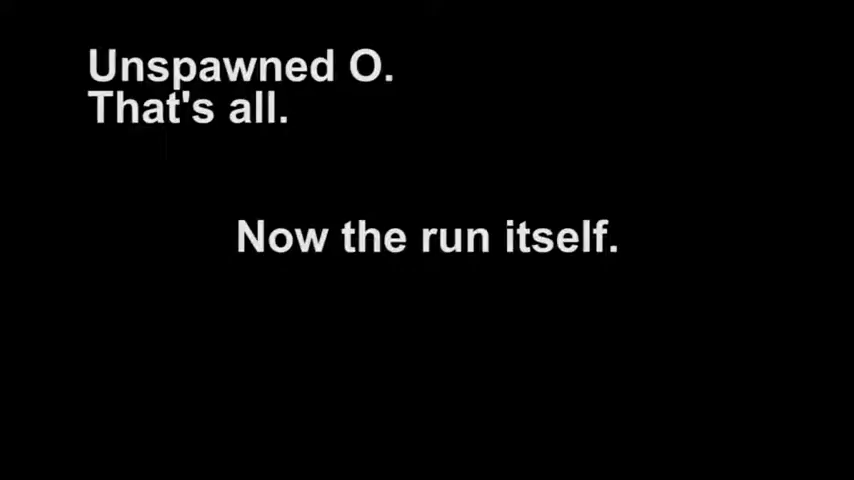 Unspawned O.
That's all.
Now the run itself.